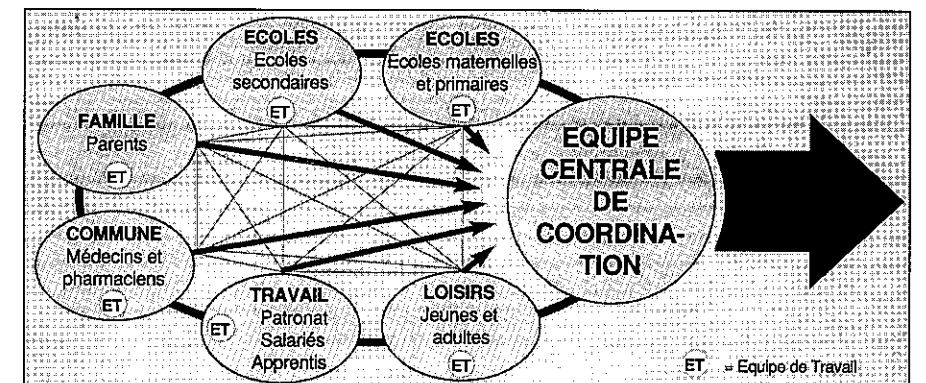 ECOLES
Ecoles
secondaires
ET
ECOLES
Ecoles maternelles
et primaires
ET
FAMILLE
Parents
ET
EQUIPE
CENTRALE
DE
COORDINA-
TION
COMMUNE
Médecins et
pharmaciens
ET
TRAVAIL
ET
Patronat
Salariés
Apprentis
LOISIRS
Jeunes et
adultes
ET
ET = Equipe de Travail